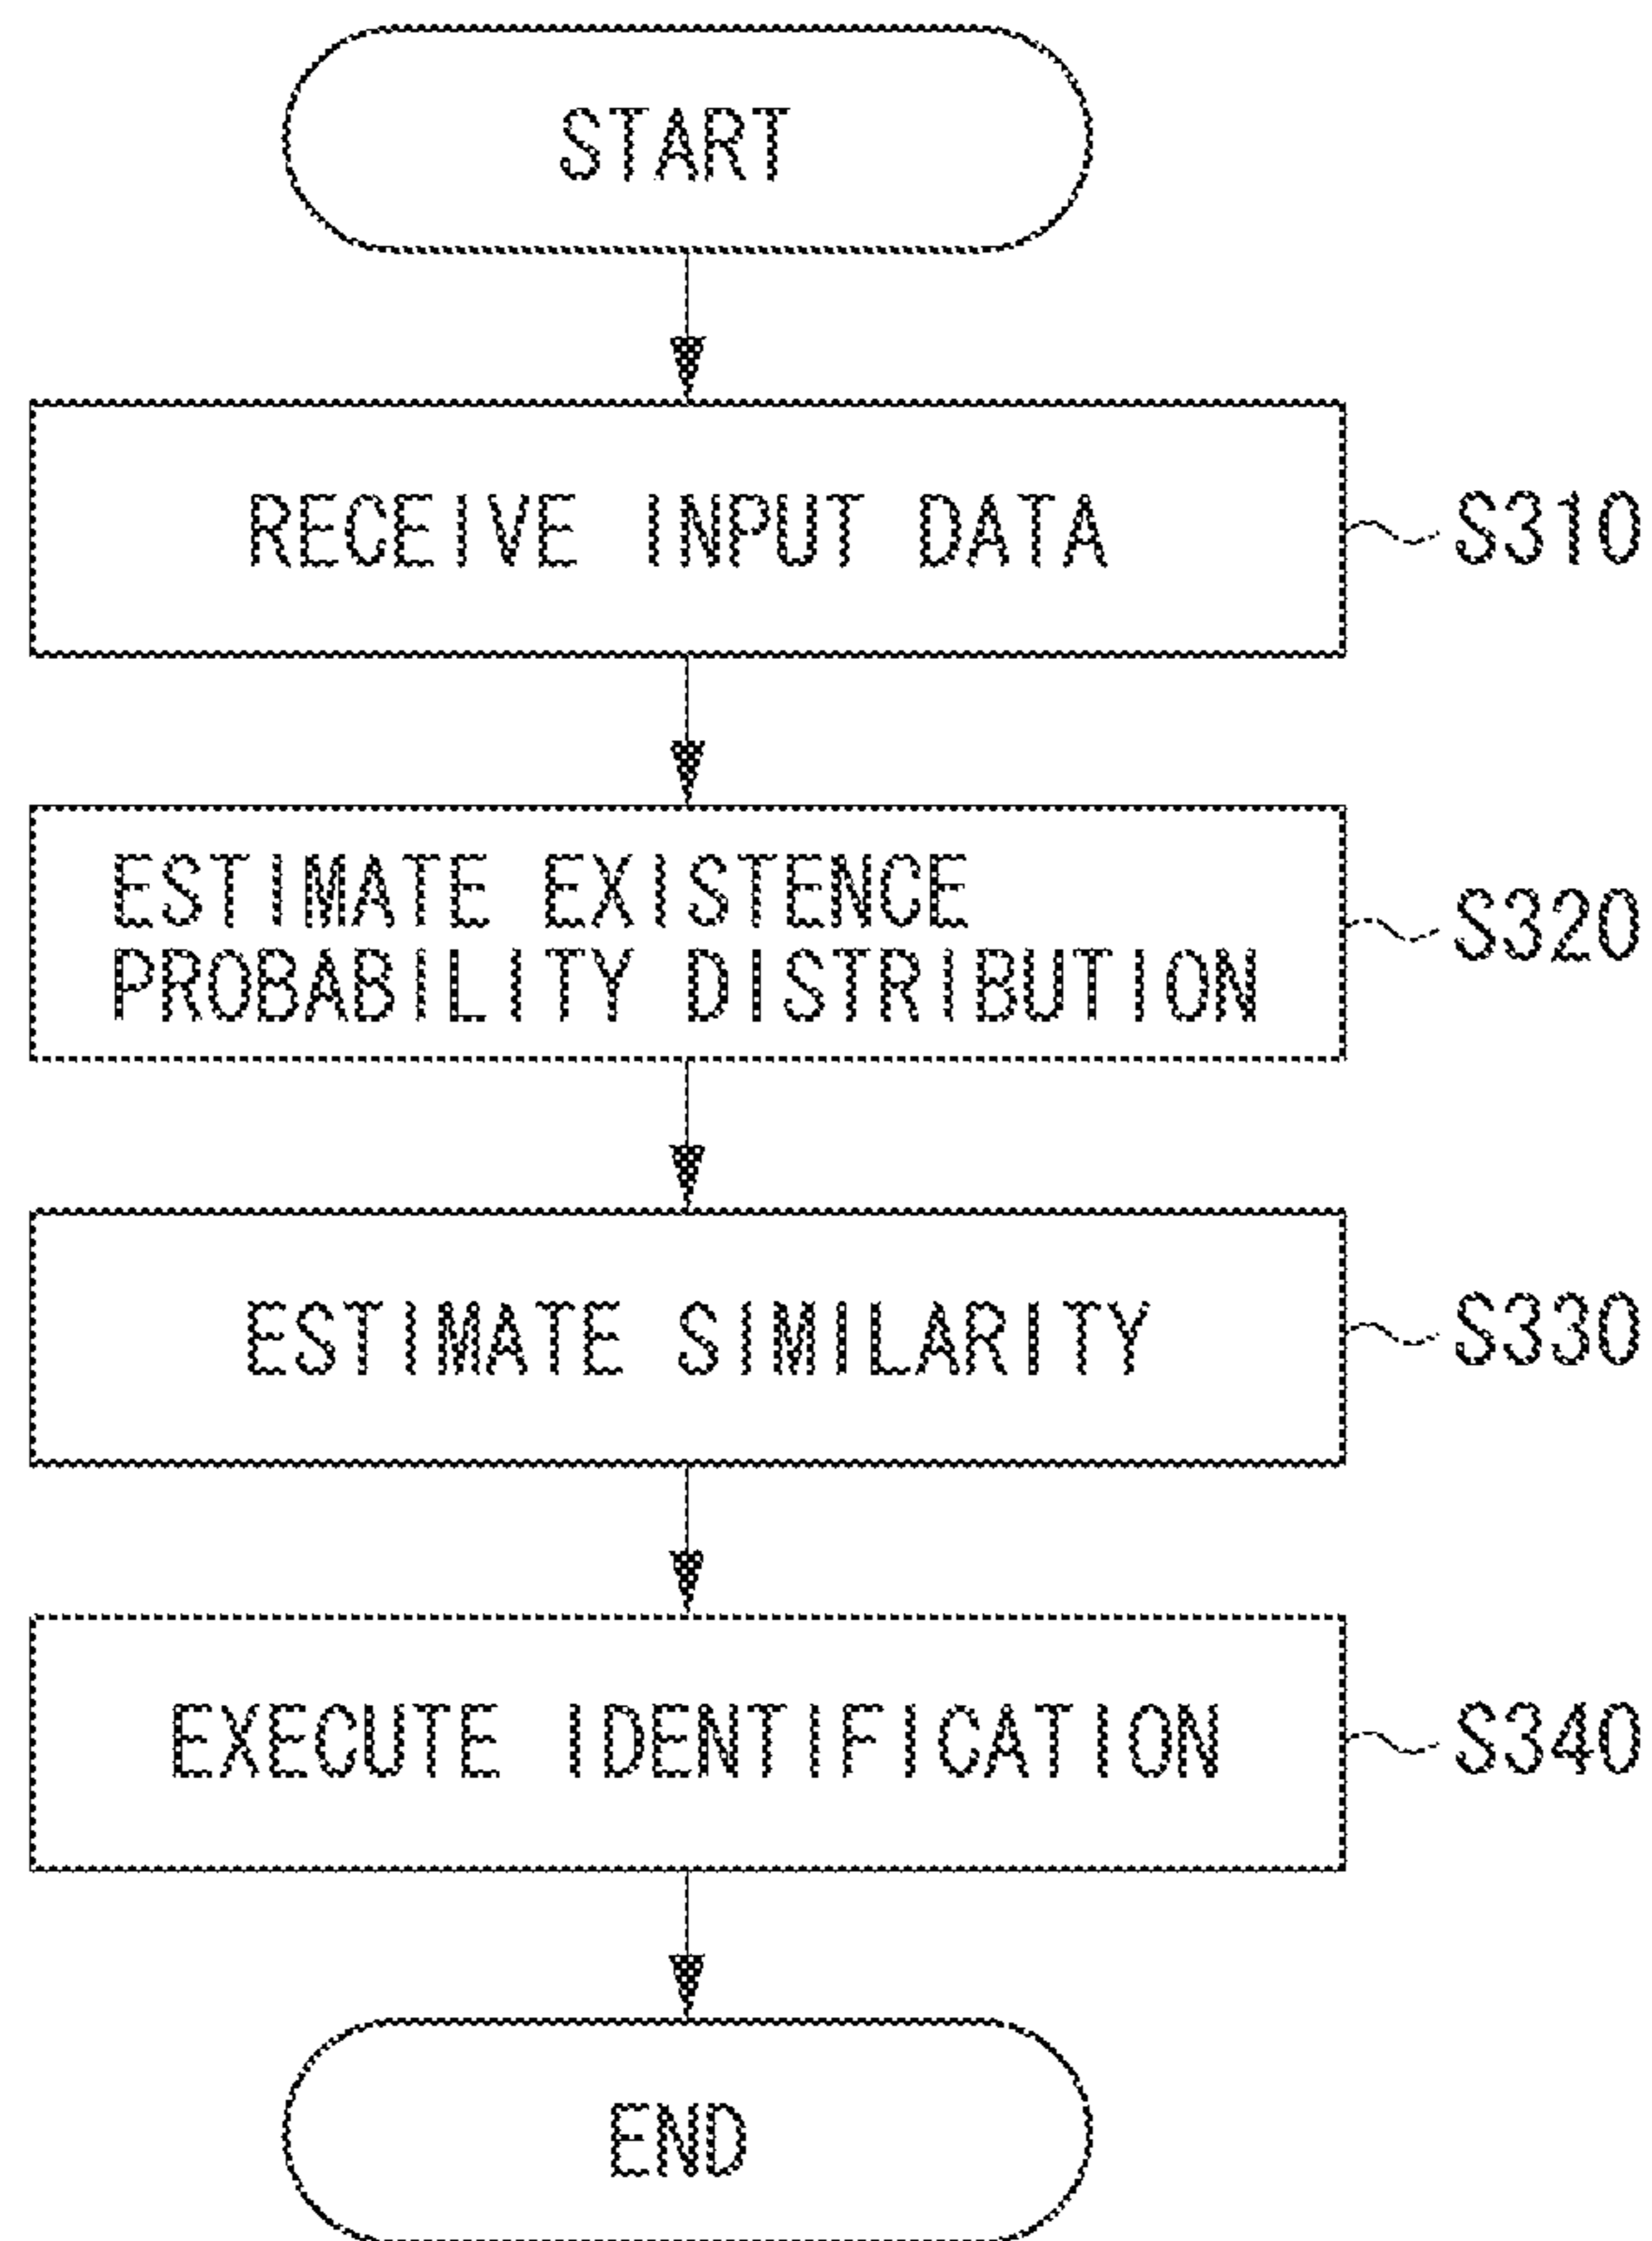 START
RECEIVE INPUT DATA
S310
ESTIMATE EXISTENCE
PROBABILITY DISTRIBUTION
S320
ESTIMATE SIMILARITY
S330
EXECUTE IDENTIFICATION
S340
END